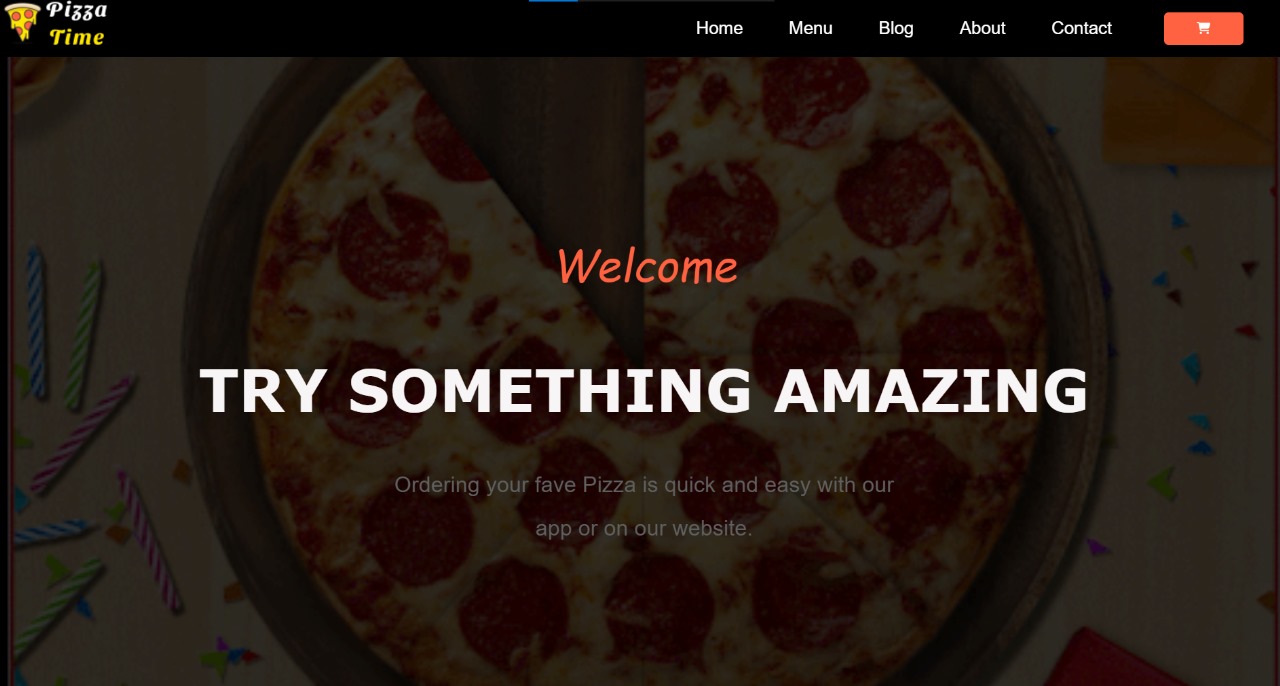 Pizza
Time
Home Menu Blog About Contact
Welcome
TRY SOMETHING AMAZING
Ordering your fave Pizza is quick and easy with our
app or on our website.